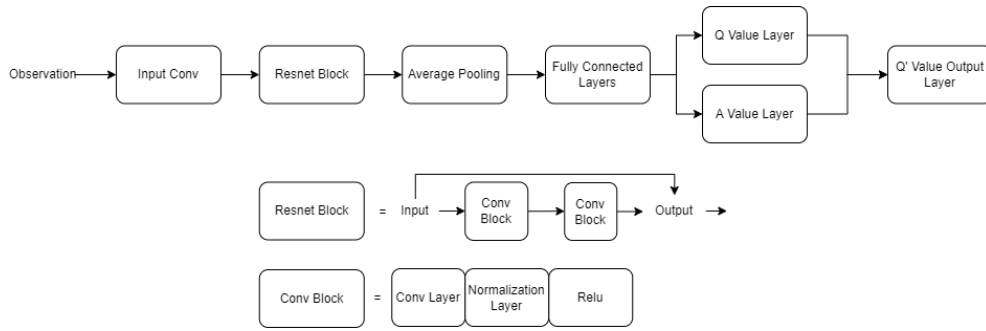 Observation
Input Conv
Resnet Block
Average Pooling
Fully Connected
Layers
Q Value Layer
A Value Layer
Q' Value Output
Layer
Resnet Block
=
Input
Conv
Block
Conv
Block
Output
Conv Block
=
Conv Layer
Normalization
Layer
Relu